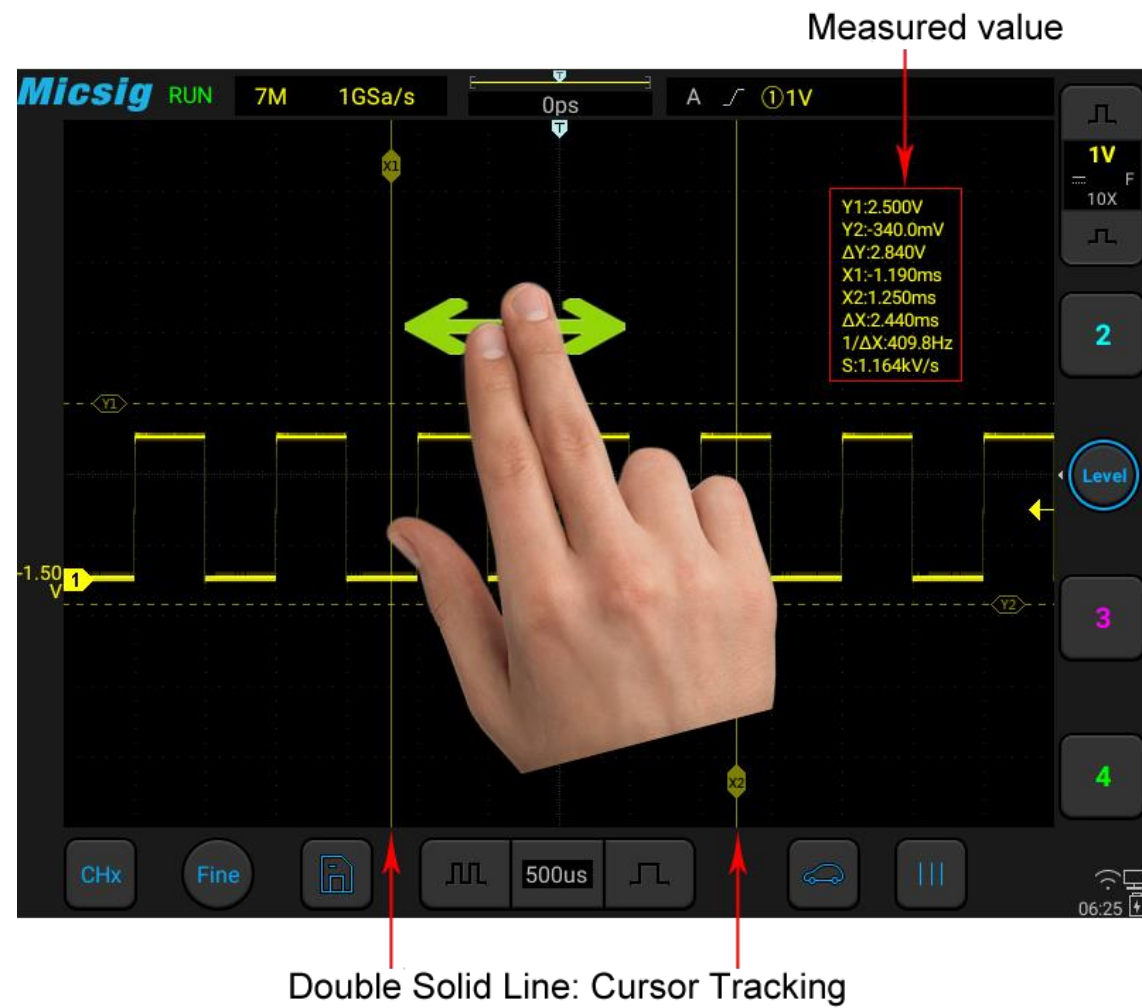 Measured value
Micsig RUN 7M 1GSa/s 0ps A ①1V
T
T
X1
1V
F
10X
Y1:2.500V
Y2:-340.0mV
ΔY:2.840V
X1:-1.190ms
X2:1.250ms
ΔX:2.440ms
1/ΔX:409.8Hz
S:1.164kV/s
2
Y1
Level
-1.50
V
1
Y2
3
X2
4
CHx Fine 500us
06:25
Double Solid Line: Cursor Tracking